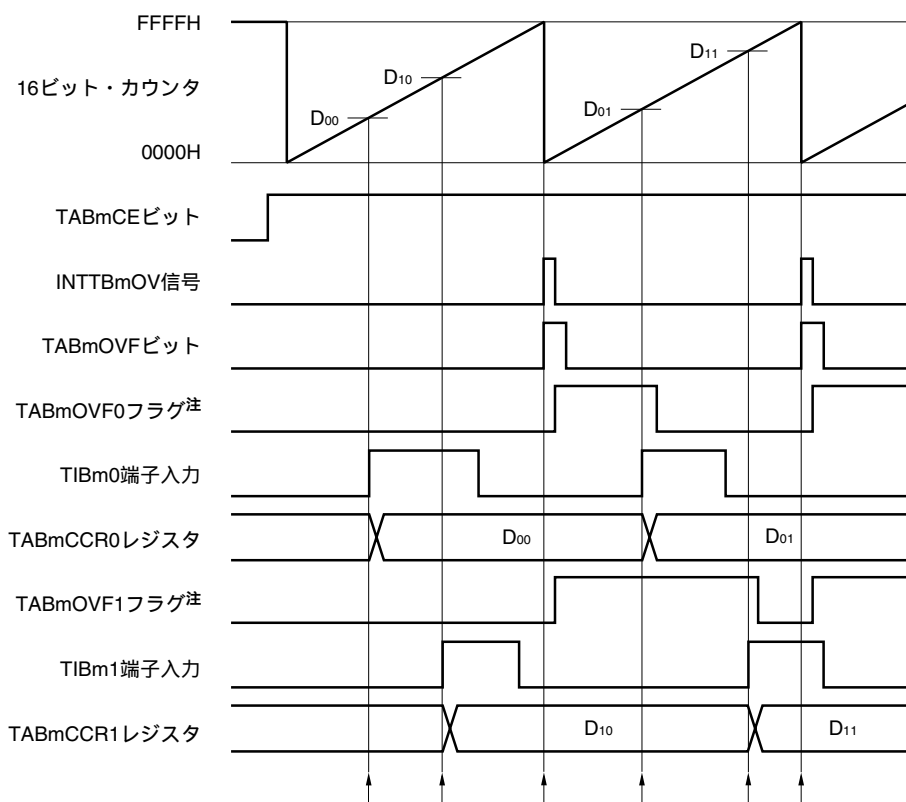 FFFFH
D11
D10
16ビット・カウンタ
D01
D00
0000H
TABmCEビット
INTTBmOV信号
TABmOVFビット
TABmOVF0フラグ注
TIBm0端子入力
TABmCCR0レジスタ
D00
D01
TABmOVF1フラグ注
TIBm1端子入力
TABmCCR1レジスタ
D10
D11